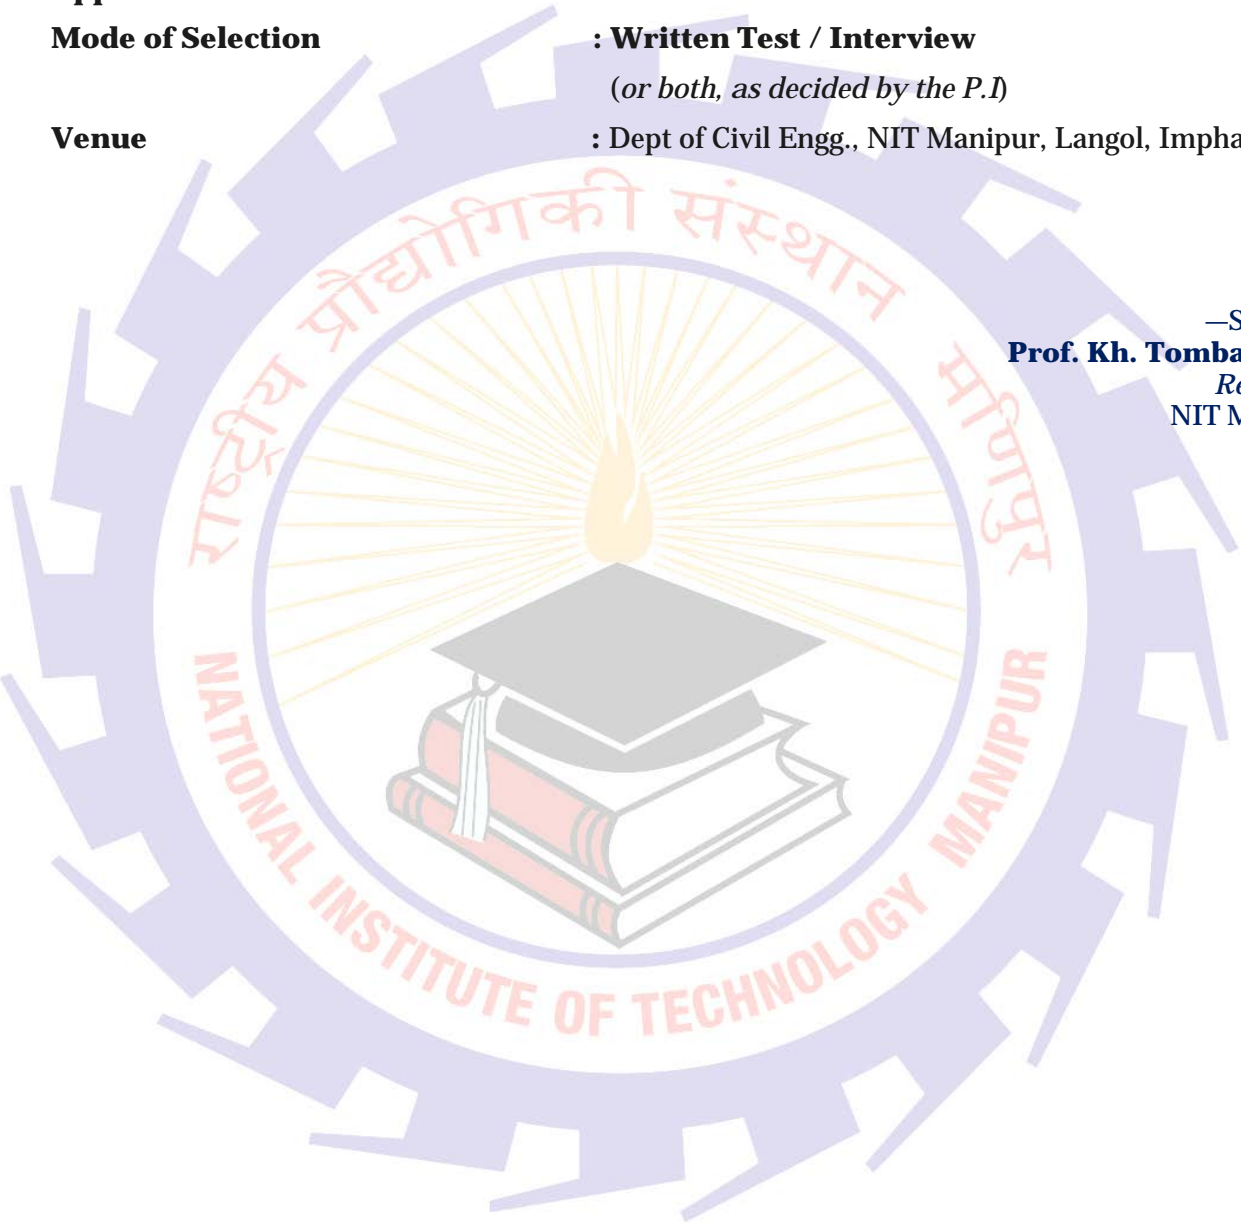 Mode of Selection : Written Test / Interview
(or both, as decided by the P.I)
Venue : Dept of Civil Engg., NIT Manipur, Langol, Impha
—S
Prof. Kh. Tomba
Re
NIT M
राष्ट्रीय प्रौद्योगिकी संस्थान मणिपुर
NATIONAL INSTITUTE OF TECHNOLOGY MANIPUR